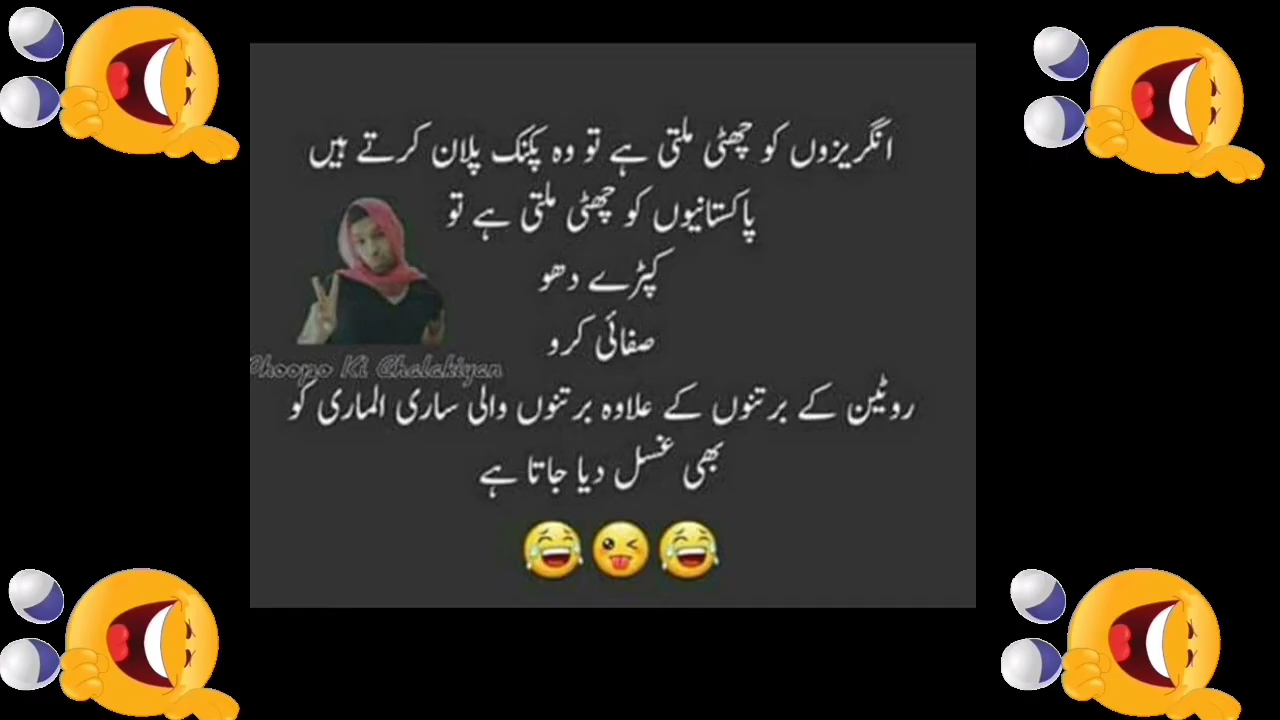 انگریزوں کو چھٹی ملتی ہے تو وہ پکنک پلان کرتے ہیں
پاکستانیوں کو چھٹی ملتی ہے تو
کپڑے دھو
صفائی کرو
Phoopo Ki Chalakiyan
روٹین کے برتنوں کے علاوہ برتنوں والی ساری الماری کو
بھی غسل دیا جاتا ہے